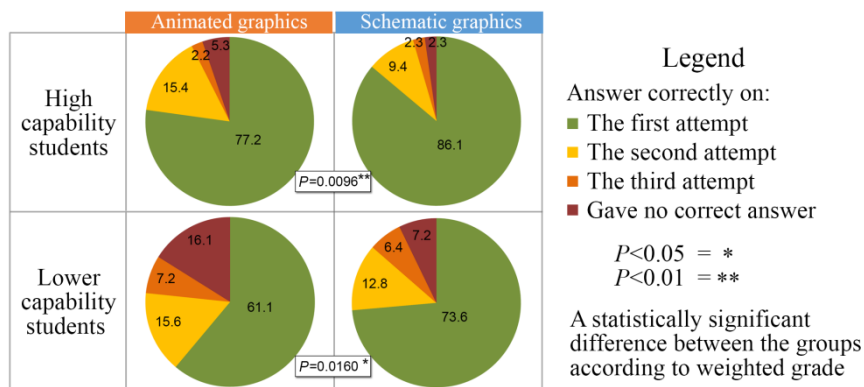 Animated graphics
Schematic graphics
High
capability
students
5.3
2.2
15.4
77.2
2.3
2.3
9.4
86.1
P=0.0096**
Lower
capability
students
16.1
7.2
15.6
61.1
7.2
6.4
12.8
73.6
P=0.0160 *
Legend
Answer correctly on:
The first attempt
The second attempt
The third attempt
Gave no correct answer
P<0.05 = *
P<0.01 = **
A statistically significant
difference between the groups
according to weighted grade